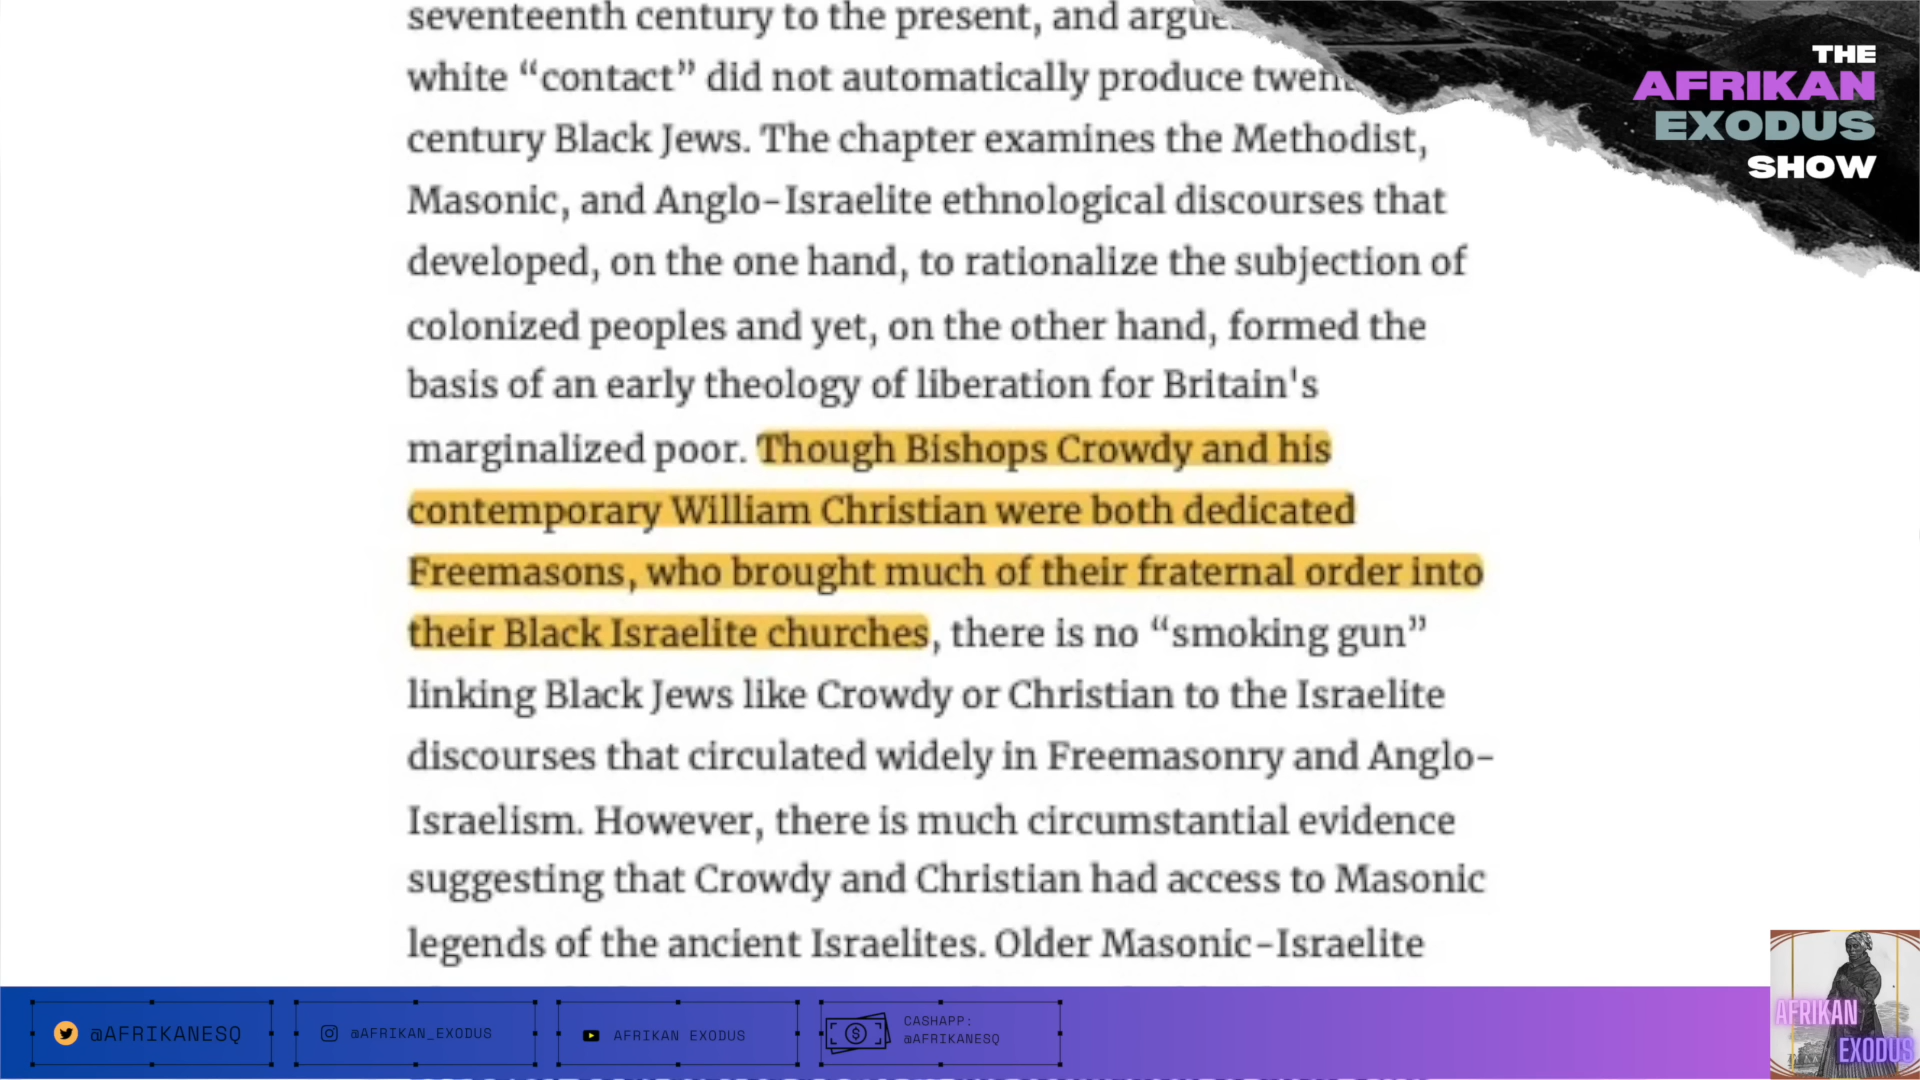 seventeenth century to the present, and argue
white “contact” did not automatically produce
century Black Jews. The chapter examines the Methodist,
Masonic, and Anglo-Israelite ethnological discourses that
developed, on the one hand, to rationalize the subjection of
colonized peoples and yet, on the other hand, formed the
basis of an early theology of liberation for Britain's
marginalized poor. Though Bishops Crowdy and his
contemporary William Christian were both dedicated
Freemasons, who brought much of their fraternal order into
their Black Israelite churches, there is no “smoking gun”
linking Black Jews like Crowdy or Christian to the Israelite
discourses that circulated widely in Freemasonry and Anglo-
Israelism. However, there is much circumstantial evidence
suggesting that Crowdy and Christian had access to Masonic
legends of the ancient Israelites. Older Masonic-Israelite
THE
AFRIKAN
EXODUS
SHOW
@AFRIKANESQ
@AFRIKAN_EXODUS
AFRIKAN EXODUS
CASHAPP:
@AFRIKANESQ
AFRIKAN
EXODUS